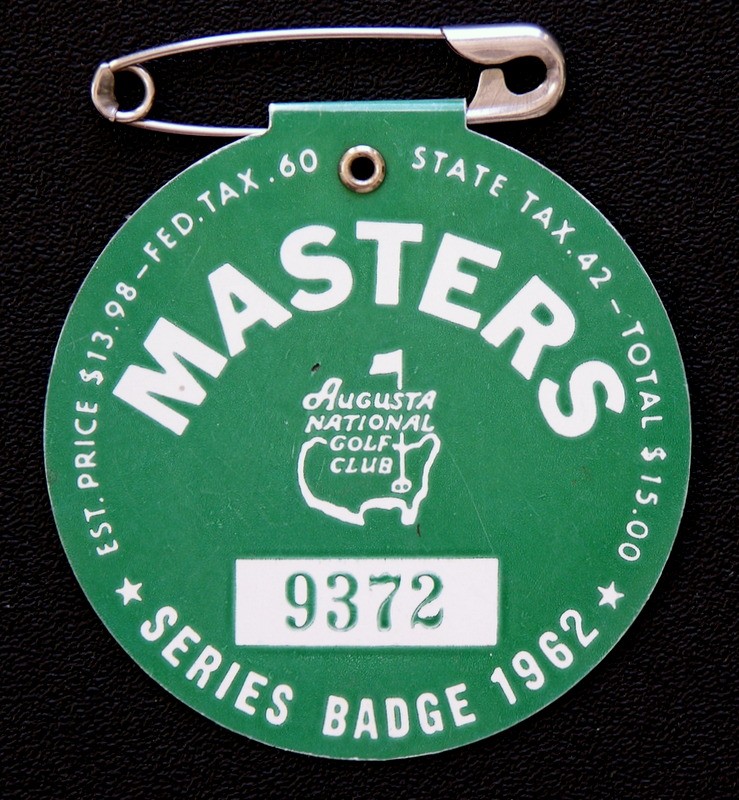 EST. PRICE $13.98 – FED. TAX .60
STATE TAX .42 – TOTAL $15.00
MASTERS
AUGUSTA
NATIONAL
GOLF
CLUB
9372
★ SERIES BADGE 1962 ★